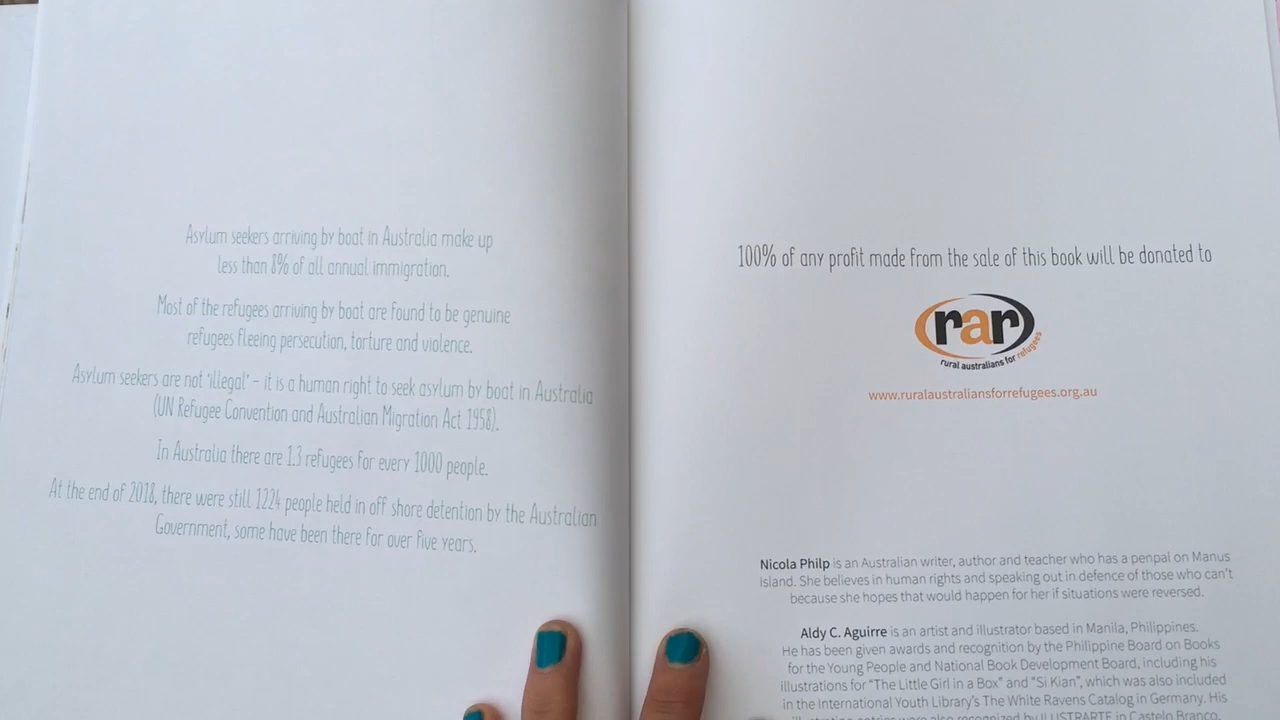 Asylum seekers arriving by boat in Australia make up
less than 8% of all annual immigration.
Most of the refugees arriving by boat are found to be genuine
refugees fleeing persecution, torture and violence.
Asylum seekers are not 'illegal' – it is a human right to seek asylum by boat in Australia
(UN Refugee Convention and Australian Migration Act 1958).
In Australia there are 1.3 refugees for every 1000 people.
At the end of 2018, there were still 1224 people held in off shore detention by the Australian
Government, some have been there for over five years.
100% of any profit made from the sale of this book will be donated to
rar
rural australians for refugees
www.ruralaustraliansforrefugees.org.au
Nicola Philp is an Australian writer, author and teacher who has a penpal on Manus
Island. She believes in human rights and speaking out in defence of those who can't
because she hopes that would happen for her if situations were reversed.
Aldy C. Aguirre is an artist and illustrator based in Manila, Philippines.
He has been given awards and recognition by the Philippine Board on Books
for the Young People and National Book Development Board, including his
illustrations for "The Little Girl in a Box" and "Si Kian", which was also included
in the International Youth Library's The White Ravens Catalog in Germany. His
illustration entries were also recognized by ILUSTRARTE in Castelo Branco,